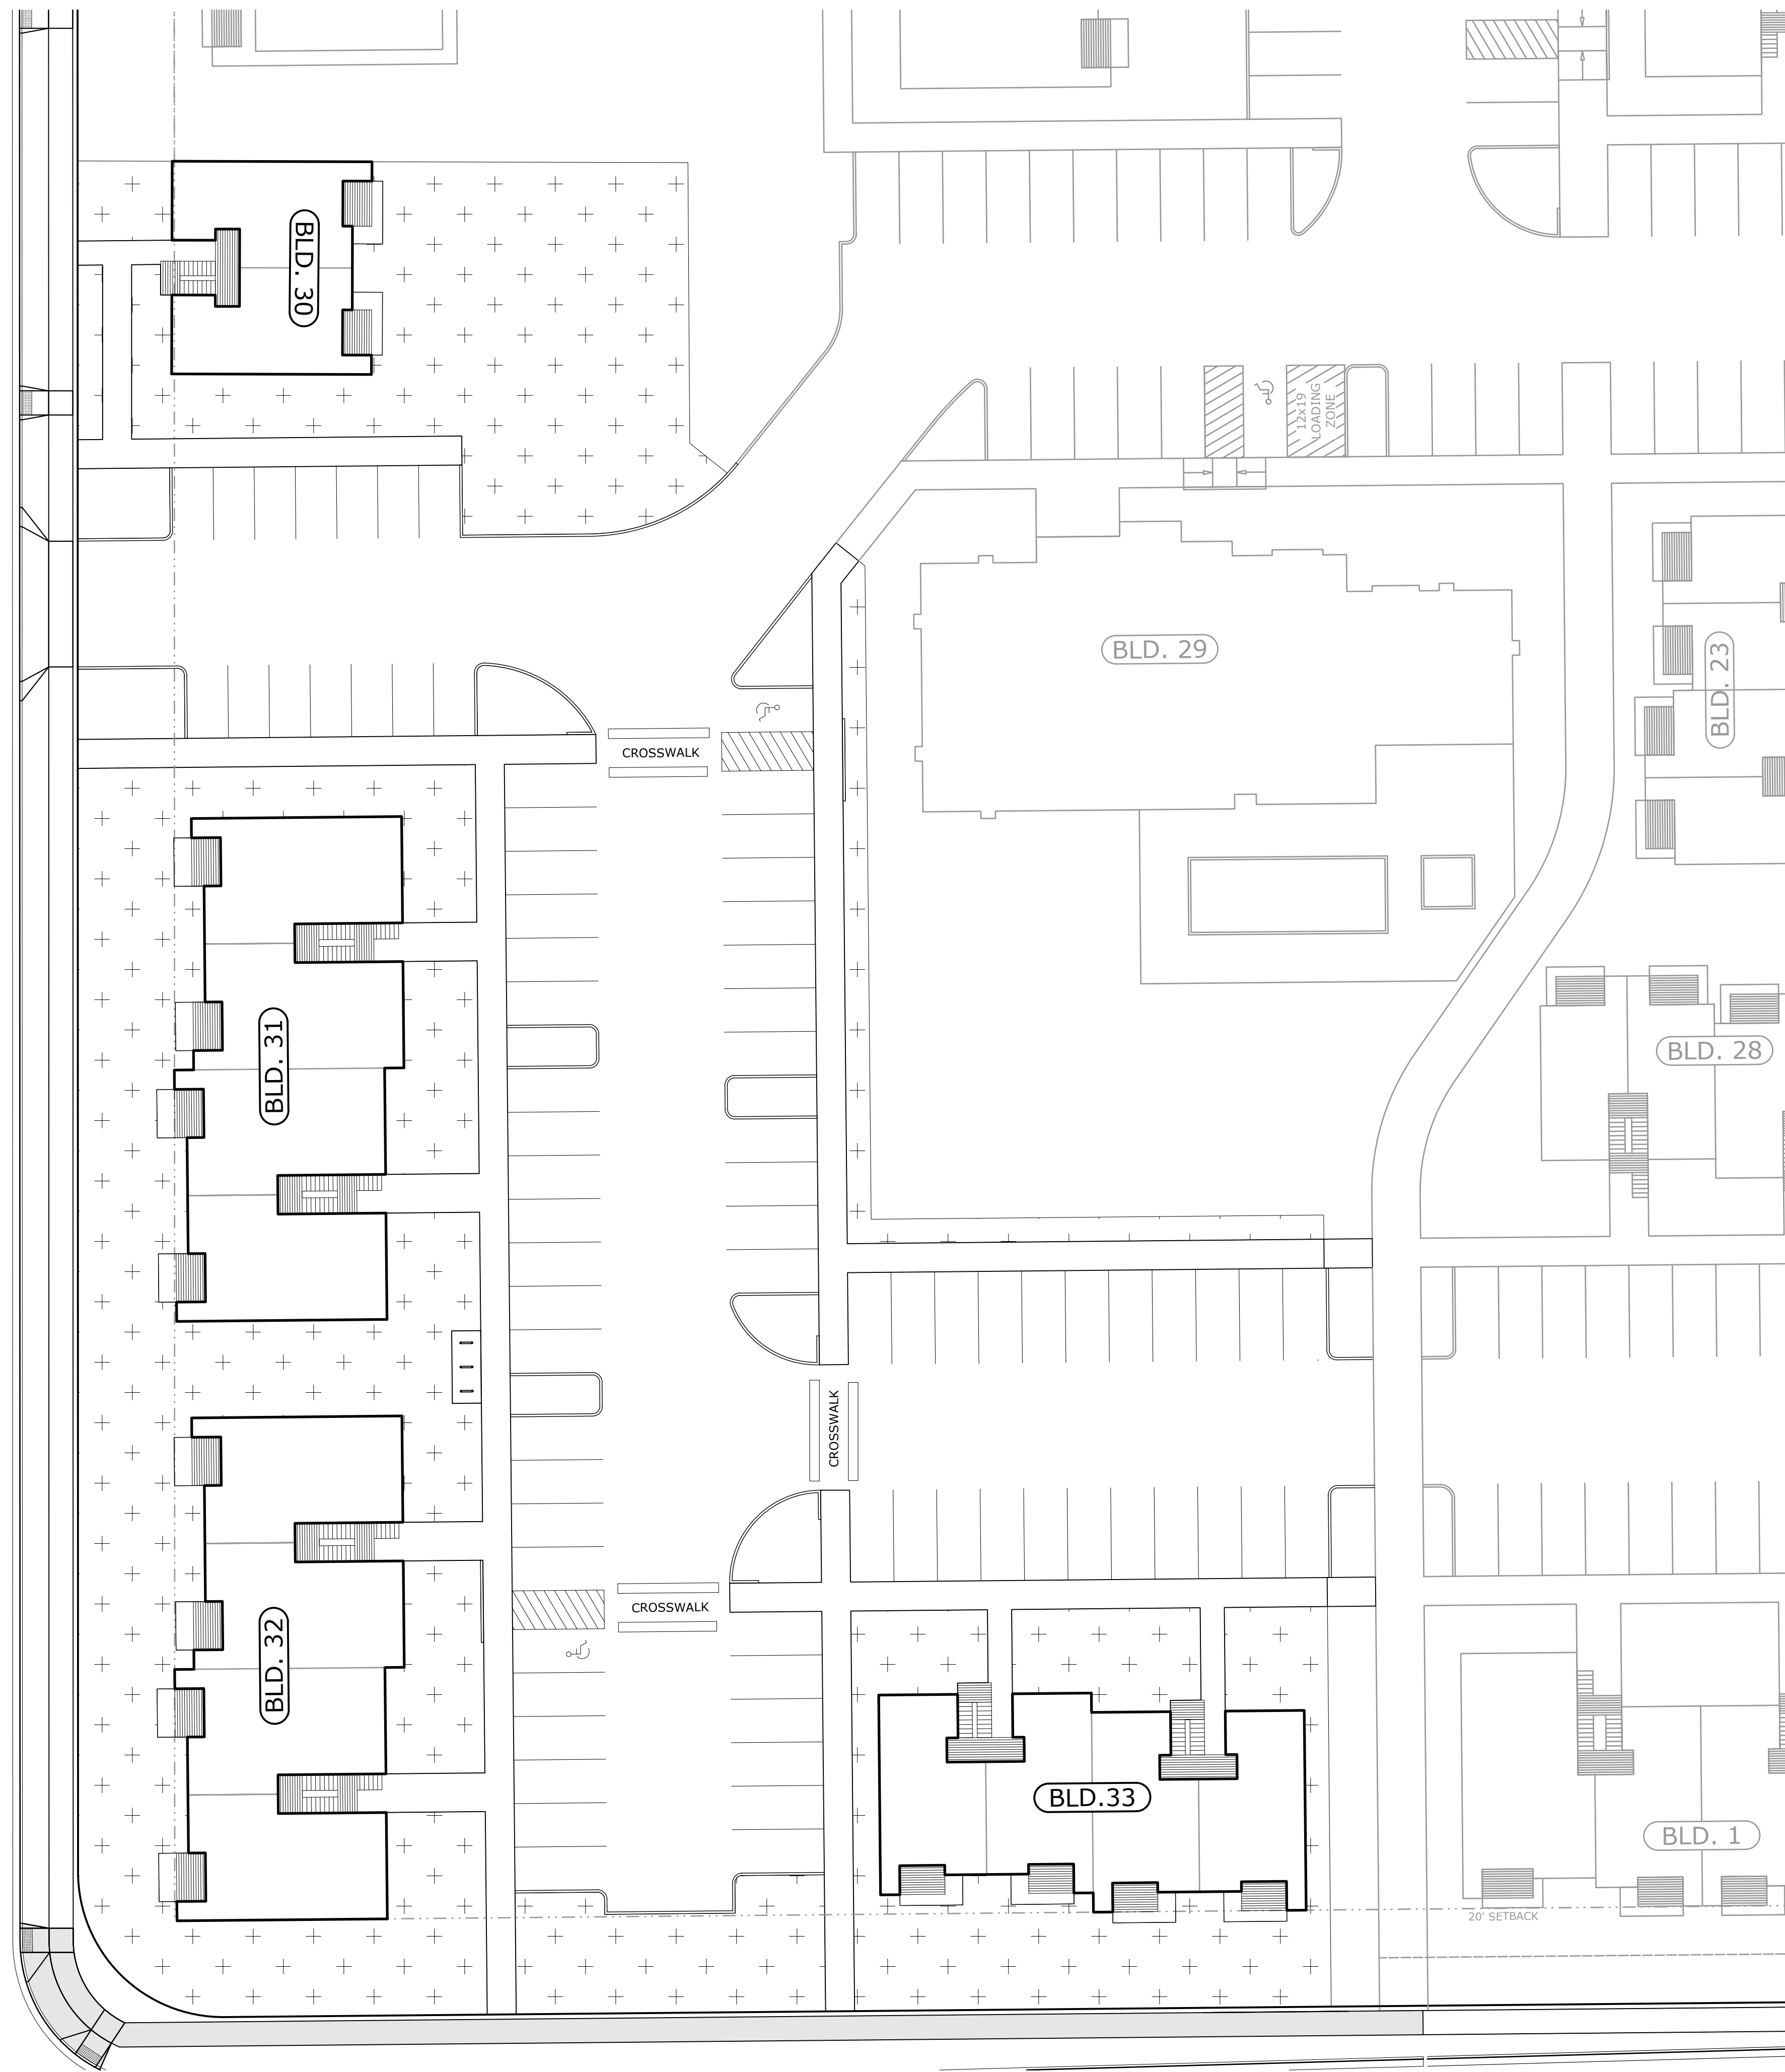 BLD. 30
12x19
LOADING
ZONE
BLD. 29
BLD. 23
CROSSWALK
BLD. 31
BLD. 28
CROSSWALK
CROSSWALK
BLD. 32
BLD.33
BLD. 1
20' SETBACK